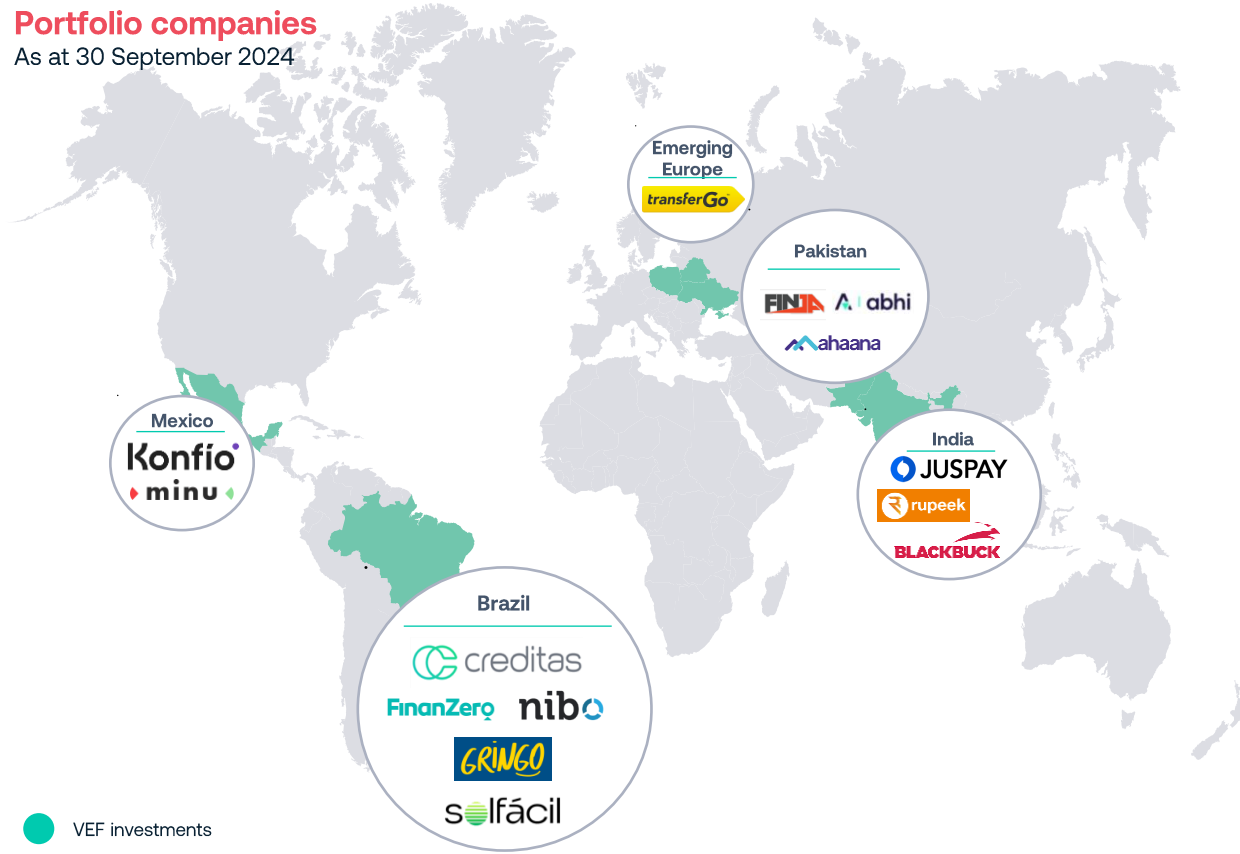 Portfolio companies
As at 30 September 2024
Emerging
Europe
transferGo
Pakistan
FINJA
abhi
ahaana
Mexico
Konfío
minu
India
JUSPAY
rupeek
BLACKBUCK
Brazil
creditas
FinanZero
nibo
GRINGO
solfácil
VEF investments